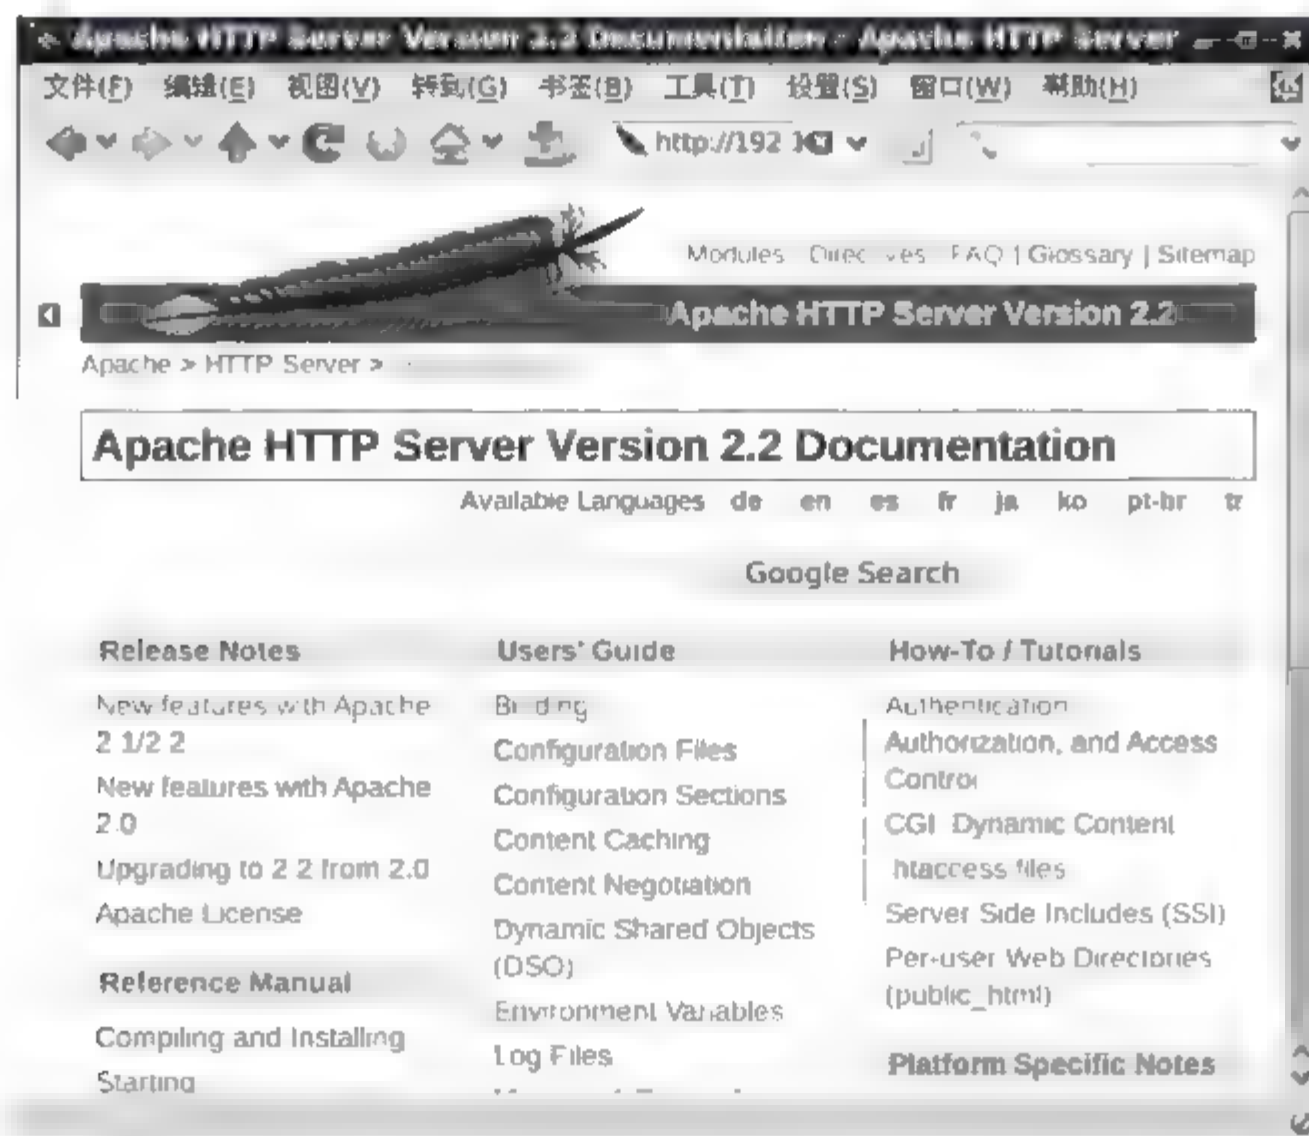 Apache HTTP Server Version 2.2 Documentation - Apache HTTP Server
文件(F) 编辑(E) 视图(V) 转到(G) 书签(B) 工具(T) 设置(S) 窗口(W) 帮助(H)
http://192
Modules Directives FAQ | Glossary | Sitemap
Apache HTTP Server Version 2.2
Apache > HTTP Server >
Apache HTTP Server Version 2.2 Documentation
Available Languages de en es fr ja ko pt-br tr
Google Search
Release Notes
New features with Apache
2 1/2 2
New features with Apache
2.0
Upgrading to 2 2 from 2.0
Apache License
Reference Manual
Compiling and Installing
Starting
Users' Guide
Binding
Configuration Files
Configuration Sections
Content Caching
Content Negotiation
Dynamic Shared Objects
(DSO)
Environment Variables
Log Files
How-To / Tutorials
Authentication
Authorization, and Access
Control
CGI Dynamic Content
htaccess files
Server Side Includes (SSI)
Per-user Web Directories
(public_html)
Platform Specific Notes